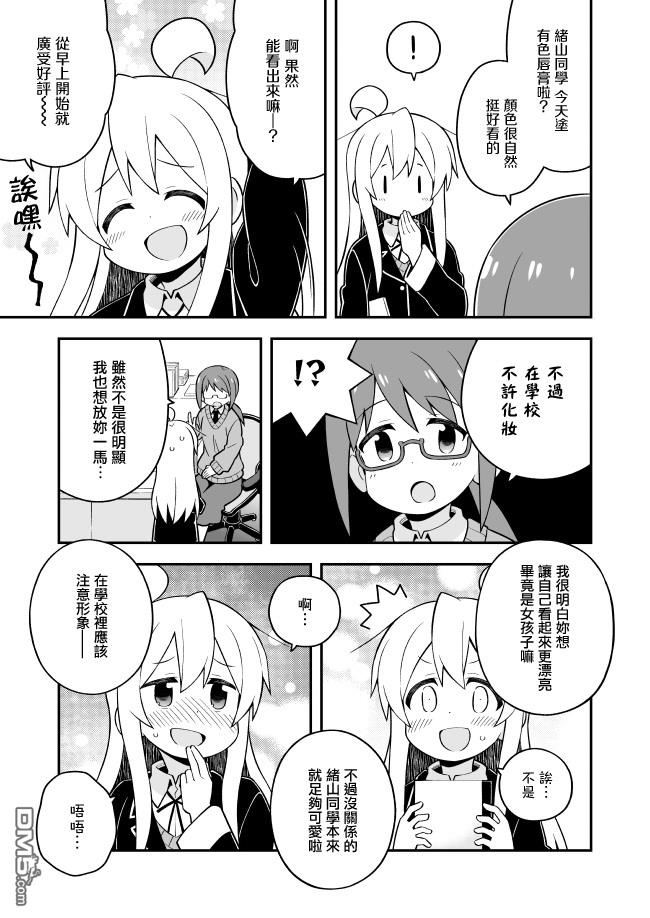 緒山同學 今天塗
有色唇膏啦？
顏色很自然
挺好看的
！
啊 果然
能看出來嘛—？
從早上開始就
廣受好評～～
誒嘿～
不過
在學校
不許化妝
!?
雖然不是很明顯
我也想放妳一馬…
我很明白妳想
讓自己看起來更漂亮
畢竟是女孩子嘛
誒…
不是
啊…
不過沒關係的
緒山同學本來
就足夠可愛啦
在學校裡應該
注意形象——
唔唔…
DM5.com